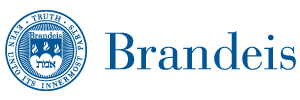 · TRUTH · EVEN UNTO ITS INNERMOST PARTS
אמת
Brandeis